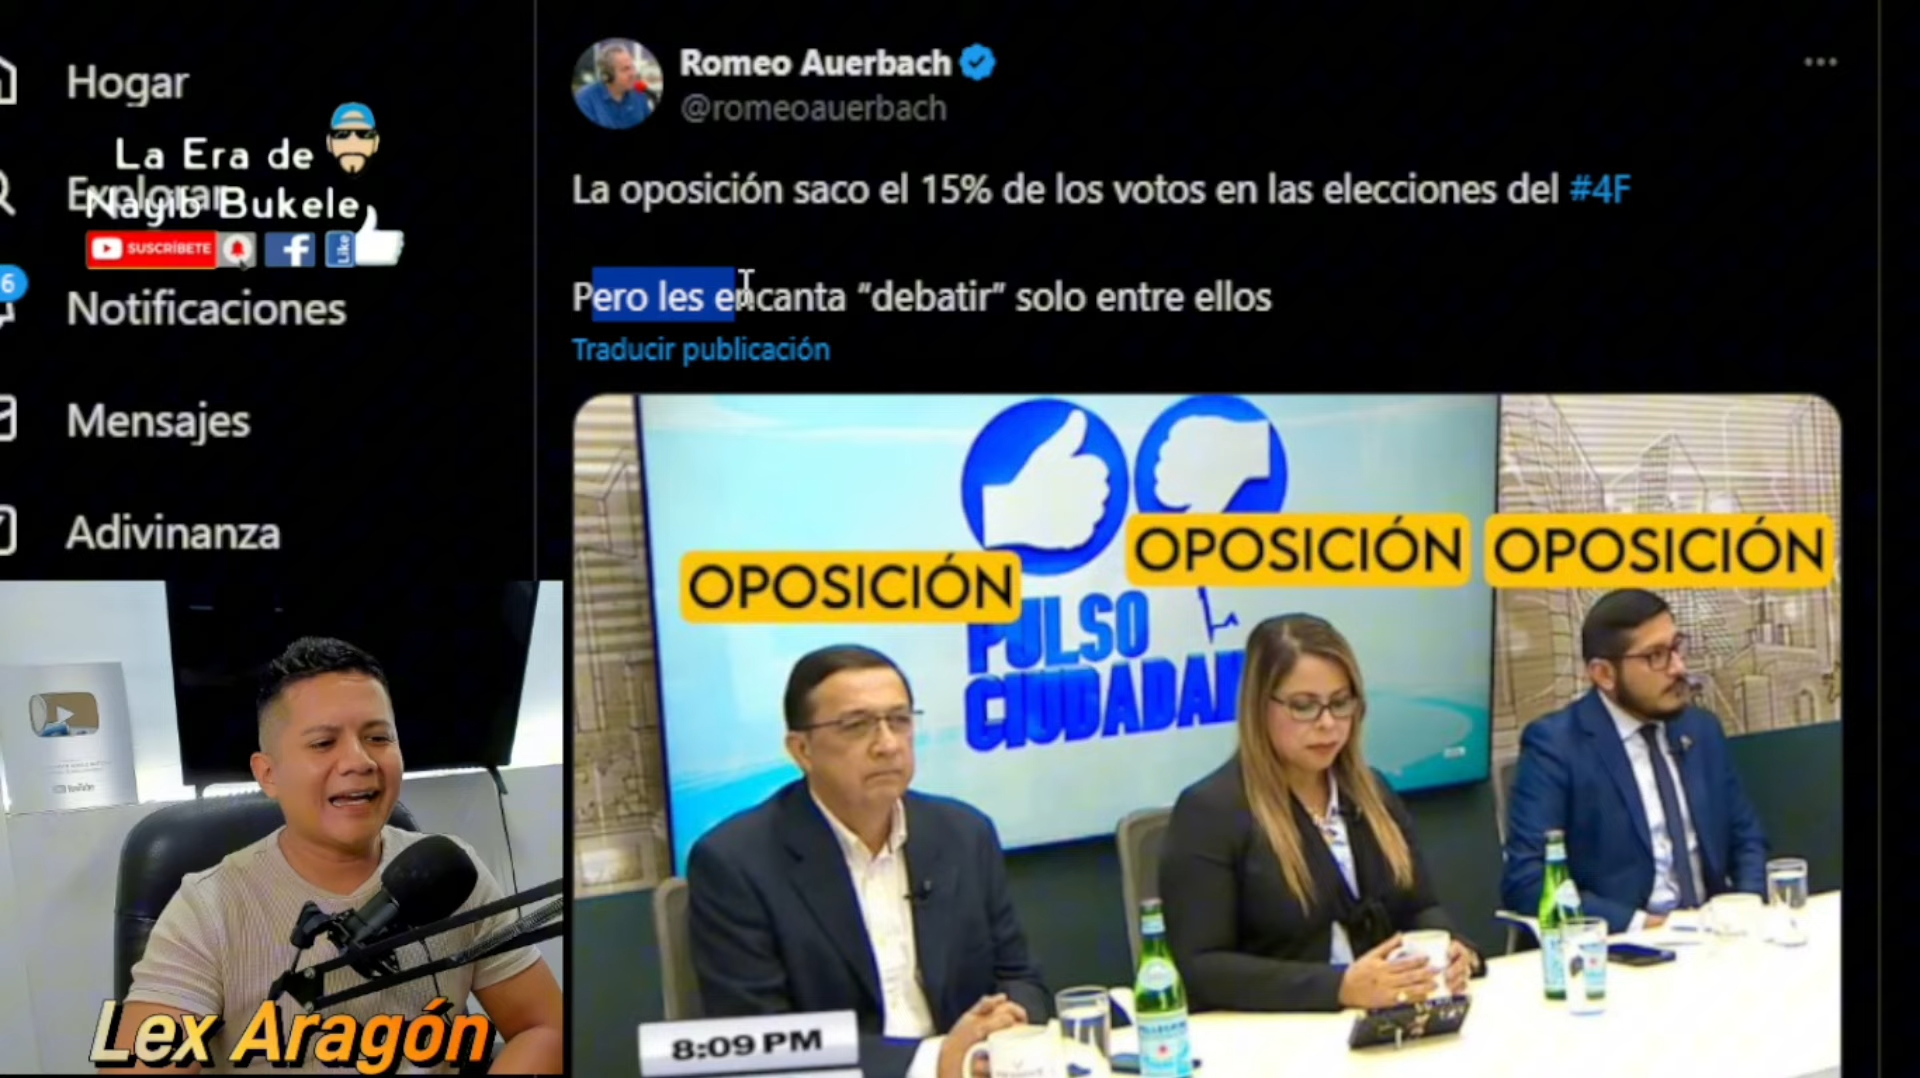 Hogar
La Era de
Nayib Bukele
Explorar
SUSCRÍBETE
Like
6
Notificaciones
Mensajes
Adivinanza
Romeo Auerbach
@romeoauerbach
La oposición saco el 15% de los votos en las elecciones del #4F
Pero les encanta “debatir” solo entre ellos
Traducir publicación
OPOSICIÓN
OPOSICIÓN
OPOSICIÓN
PULSO
CIUDADAN
8:09 PM
YouTube
Lex Aragón